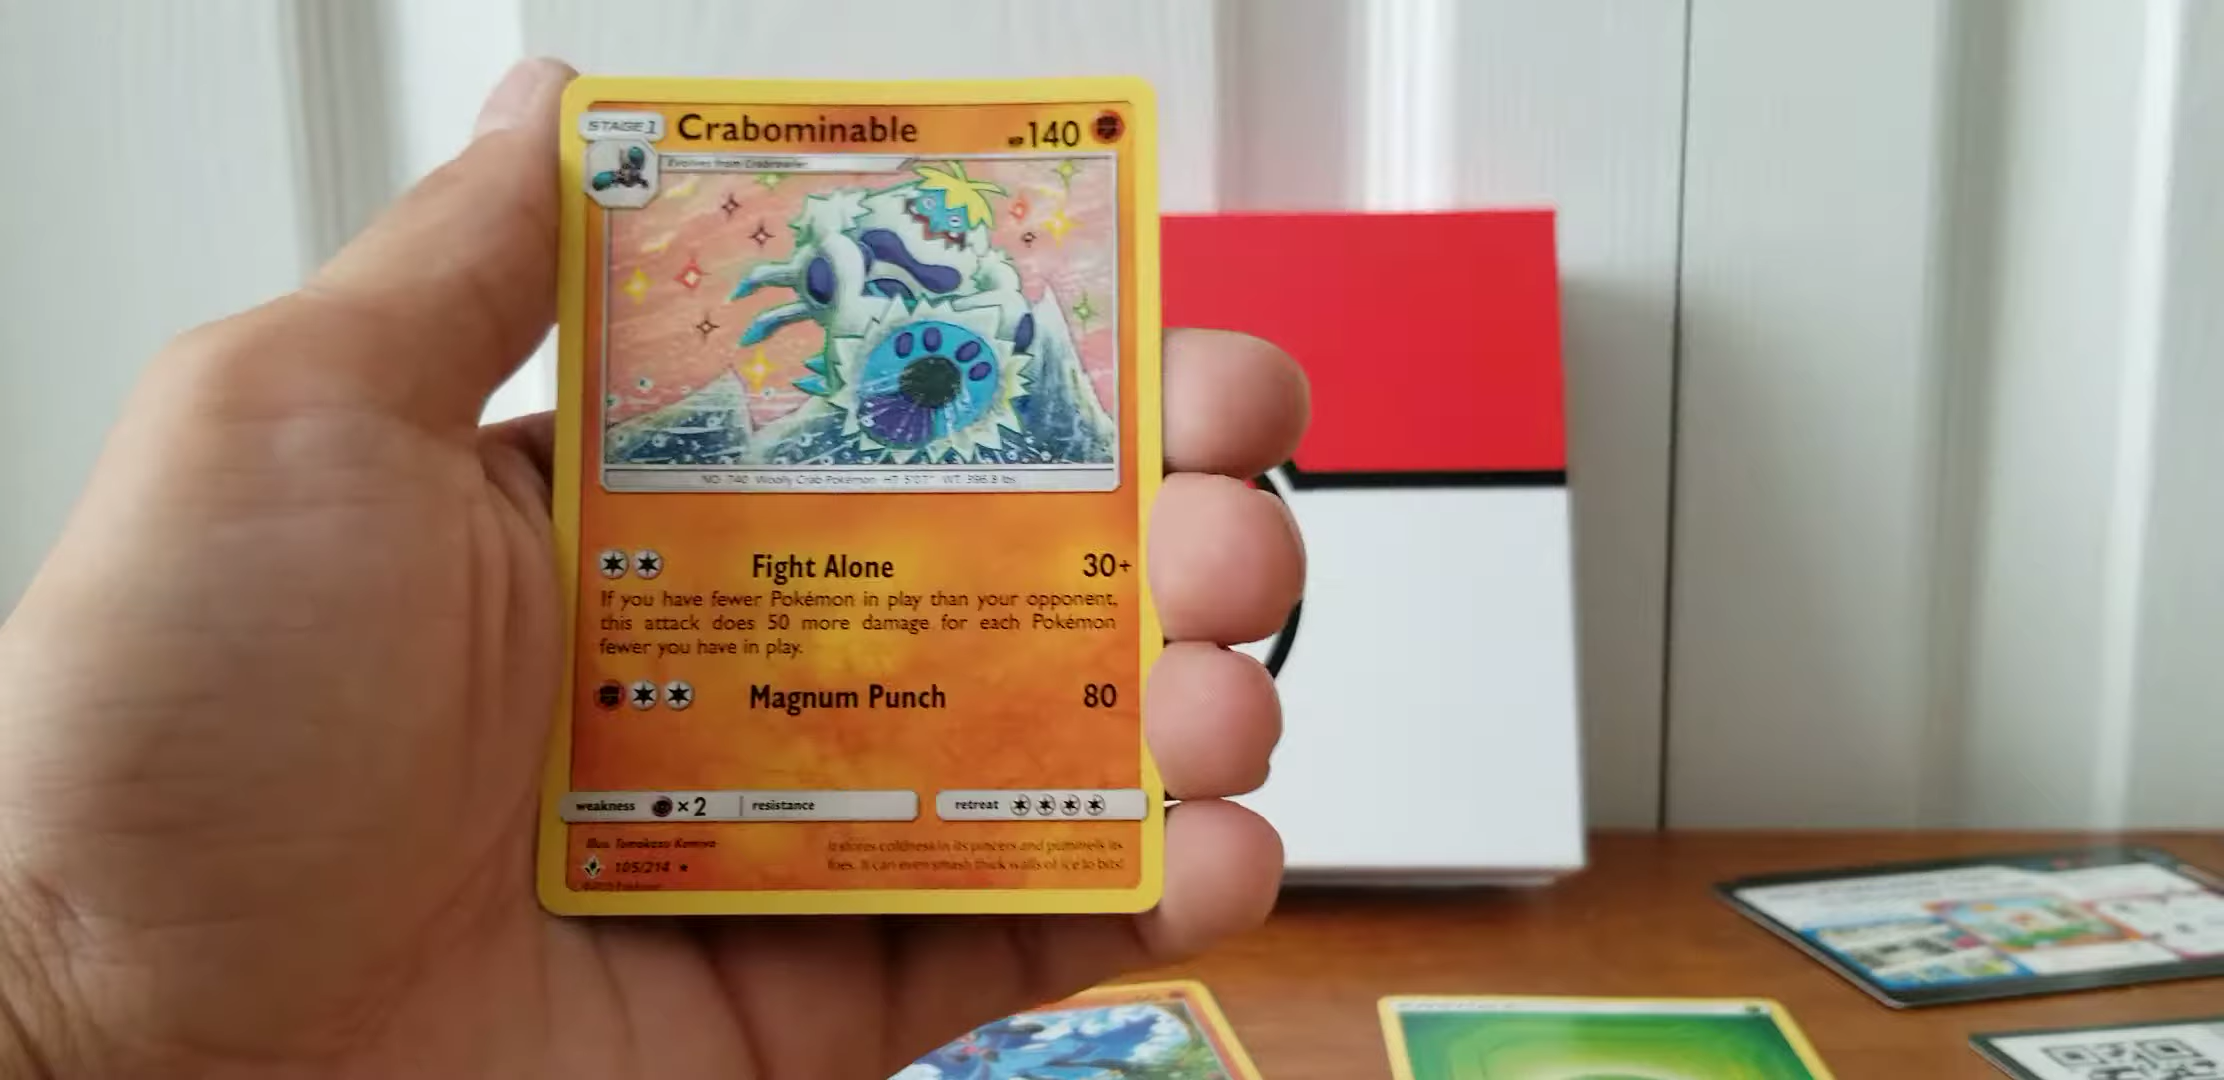 STAGE 1 Crabominable HP 140
Evolves from Crabrawler
NO. 740 Woolly Crab Pokémon HT: 5'07" WT: 396.8 lbs
Fight Alone 30+
If you have fewer Pokémon in play than your opponent,
this attack does 50 more damage for each Pokémon
fewer you have in play.
Magnum Punch 80
weakness ×2 resistance retreat
Illus. Tomokazu Komiya
105/214
It stores coldness in its pincers and pummels its
foes. It can even smash thick walls of ice to bits!